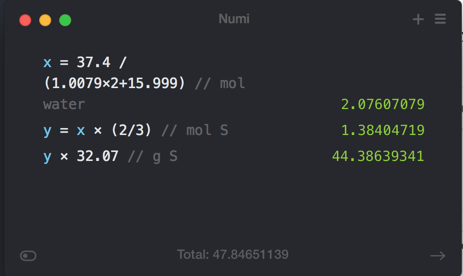 Numi
x = 37.4 /
(1.0079×2+15.999) // mol
water 2.07607079
y = x × (2/3) // mol S 1.38404719
y × 32.07 // g S 44.38639341
Total: 47.84651139